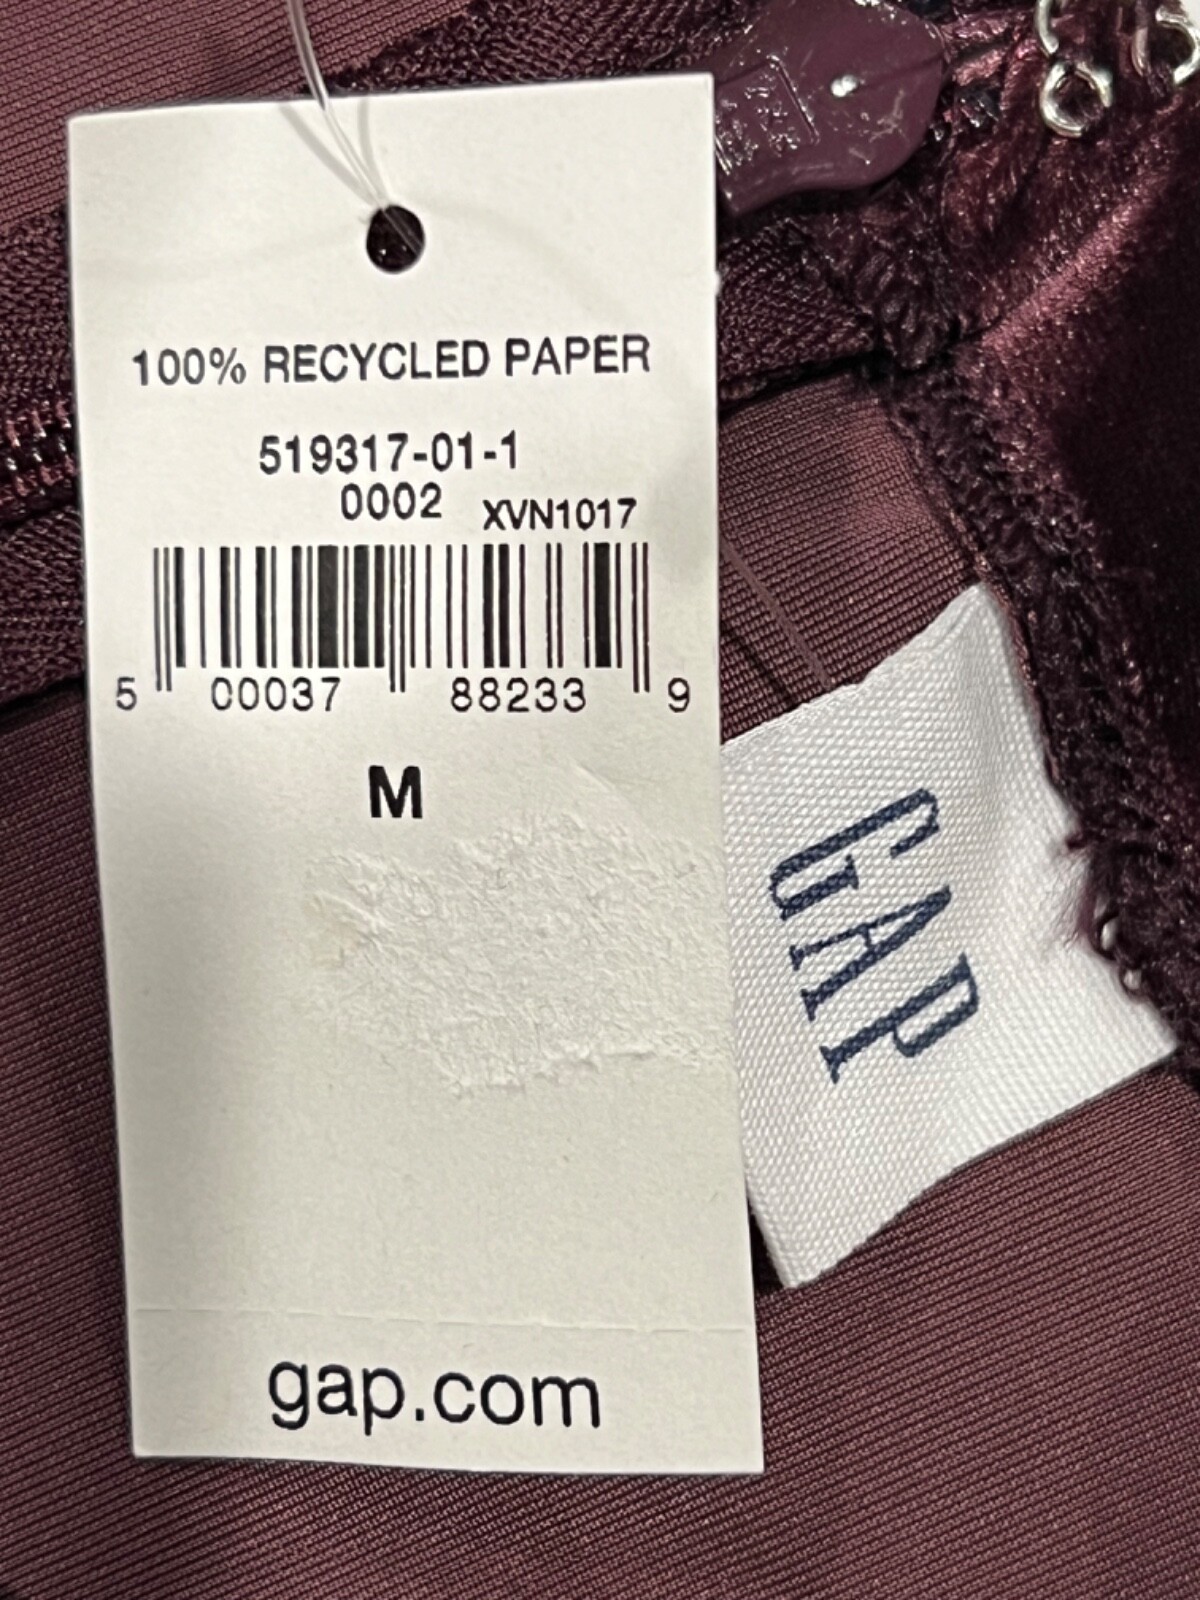 100% RECYCLED PAPER
519317-01-1
0002 XVN1017
5 00037 88233 9
M
gap.com
GAP